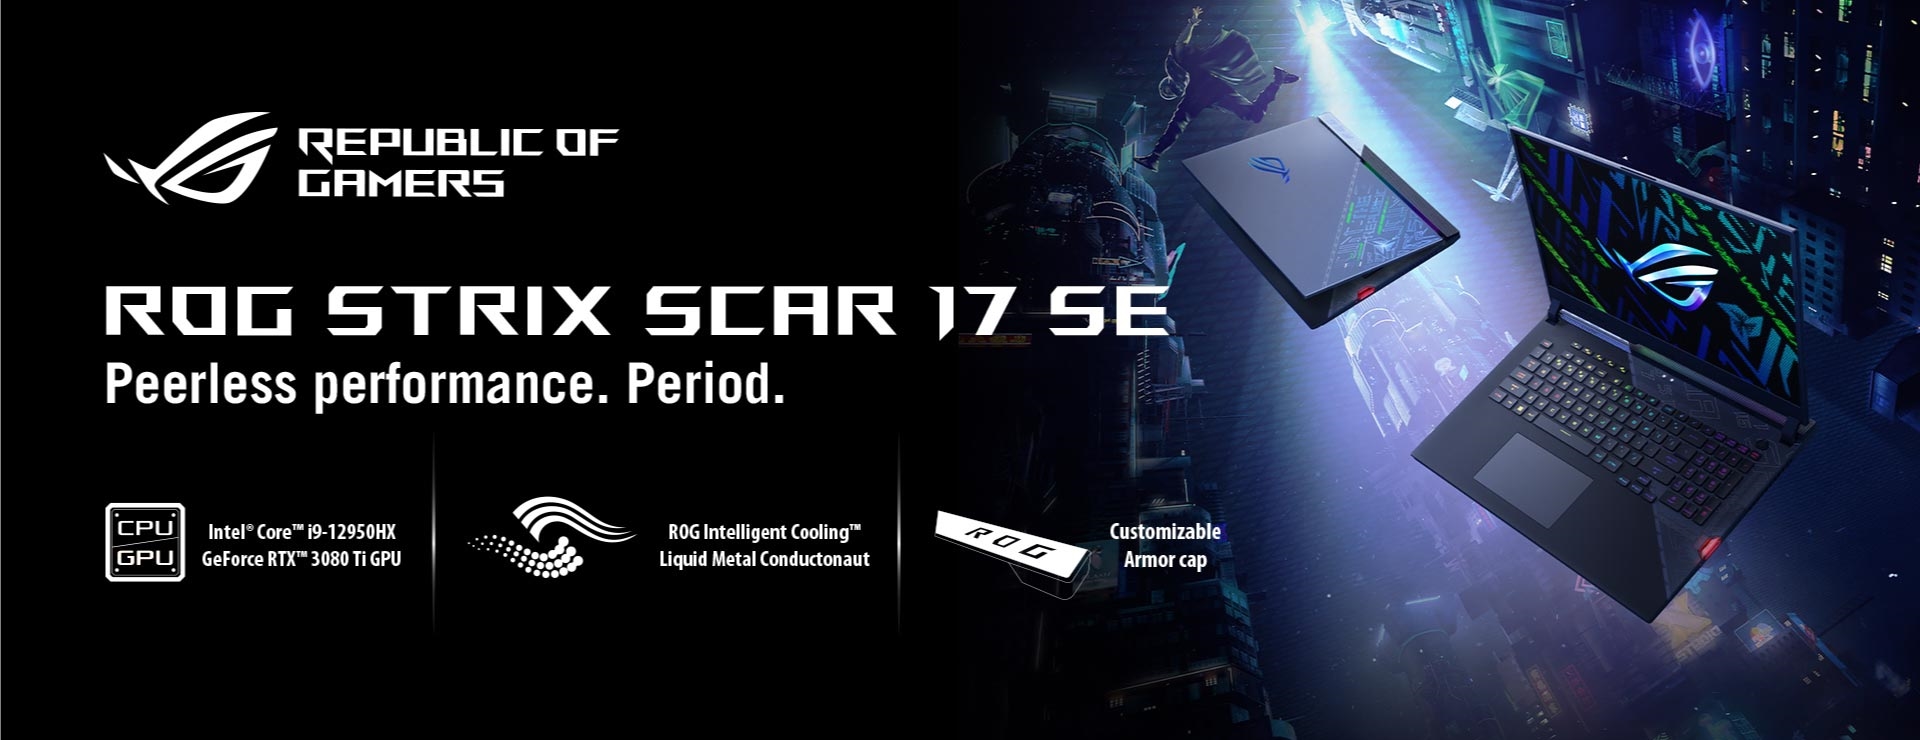 REPUBLIC OF
GAMERS
ROG STRIX SCAR 17 SE
Peerless performance. Period.
CPU
GPU
Intel® Core™ i9-12950HX
GeForce RTX™ 3080 Ti GPU
ROG Intelligent Cooling™
Liquid Metal Conductonaut
ROG
Customizable
Armor cap